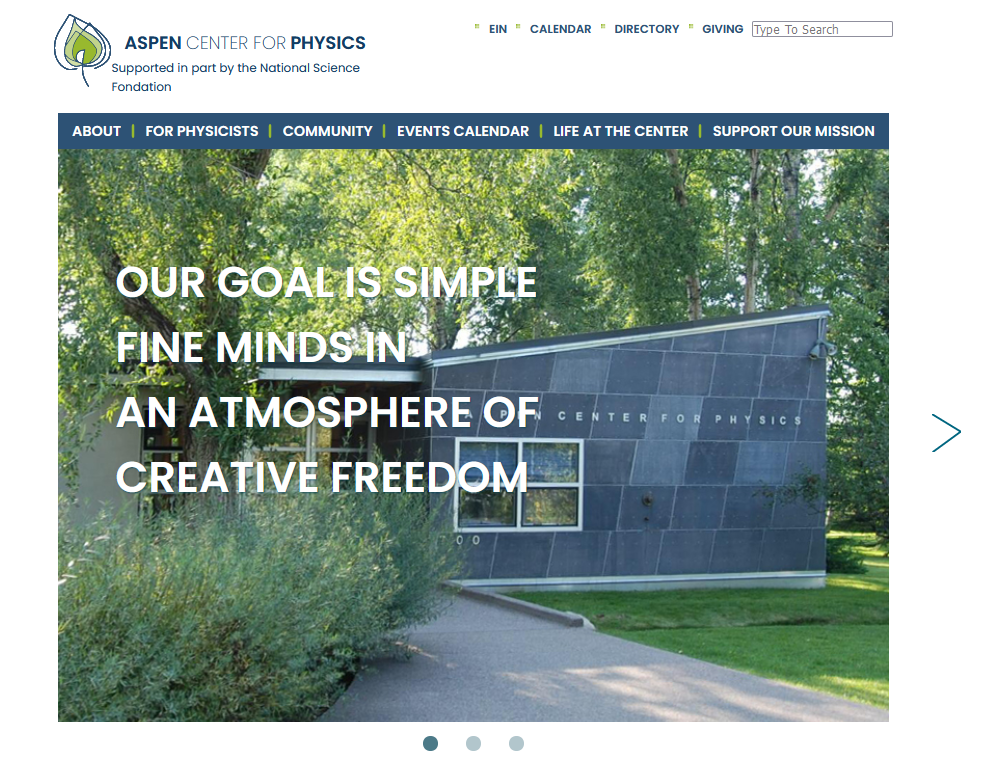 ASPEN CENTER FOR PHYSICS
Supported in part by the National Science
Fondation
EIN CALENDAR DIRECTORY GIVING Type To Search
ABOUT | FOR PHYSICISTS | COMMUNITY | EVENTS CALENDAR | LIFE AT THE CENTER | SUPPORT OUR MISSION
OUR GOAL IS SIMPLE
FINE MINDS IN
AN ATMOSPHERE OF
CREATIVE FREEDOM
ASPEN CENTER FOR PHYSICS